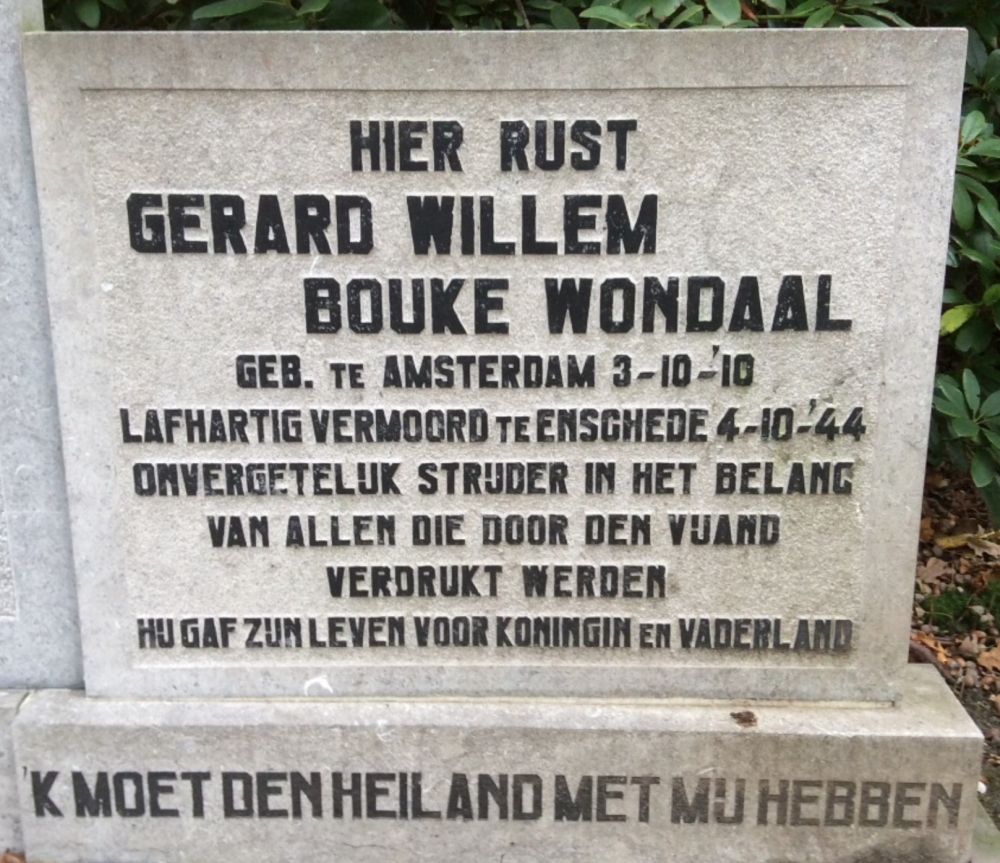 HIER RUST
GERARD WILLEM
BOUKE WONDAAL
GEB. TE AMSTERDAM 3-10-'10
LAFHARTIG VERMOORD TE ENSCHEDE 4-10-'44
ONVERGETELIJK STRIJDER IN HET BELANG
VAN ALLEN DIE DOOR DEN VIJAND
VERDRUKT WERDEN
HIJ GAF ZIJN LEVEN VOOR KONINGIN EN VADERLAND
'K MOET DEN HEILAND MET MIJ HEBBEN